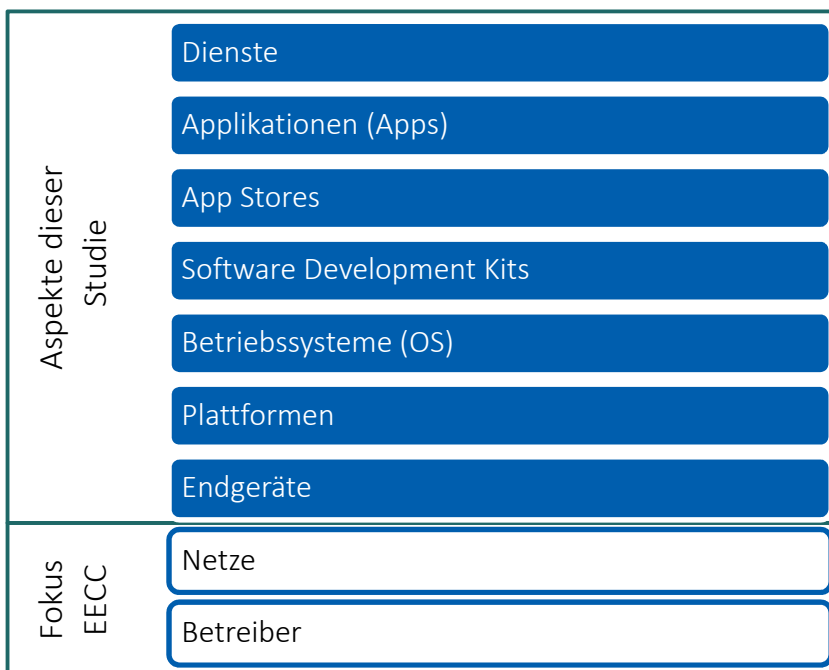 Aspekte dieser
Studie
Dienste
Applikationen (Apps)
App Stores
Software Development Kits
Betriebssysteme (OS)
Plattformen
Endgeräte
Fokus
EECC
Netze
Betreiber